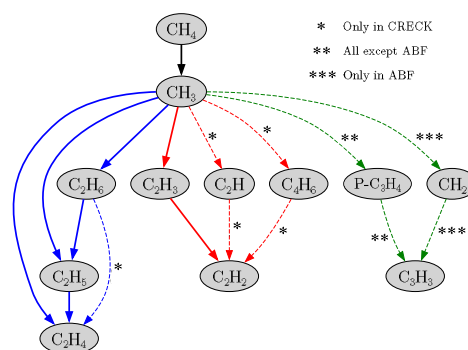 CH₄
* Only in CRECK
** All except ABF
*** Only in ABF
CH₃
* * ** ***
C₂H₆ C₂H₃ C₂H C₄H₆ P-C₃H₄ CH₂
* * * ** ***
C₂H₅ C₂H₂ C₃H₃
C₂H₄